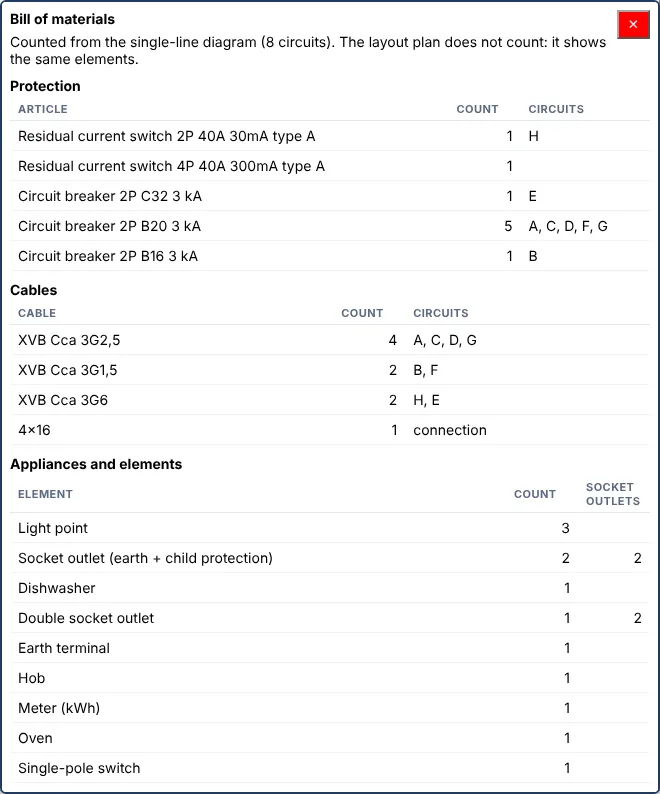 Bill of materials
×
Counted from the single-line diagram (8 circuits). The layout plan does not count: it shows
the same elements.
Protection
ARTICLE COUNT CIRCUITS
Residual current switch 2P 40A 30mA type A 1 H
Residual current switch 4P 40A 300mA type A 1
Circuit breaker 2P C32 3 kA 1 E
Circuit breaker 2P B20 3 kA 5 A, C, D, F, G
Circuit breaker 2P B16 3 kA 1 B
Cables
CABLE COUNT CIRCUITS
XVB Cca 3G2,5 4 A, C, D, G
XVB Cca 3G1,5 2 B, F
XVB Cca 3G6 2 H, E
4×16 1 connection
Appliances and elements
ELEMENT COUNT SOCKET
OUTLETS
Light point 3
Socket outlet (earth + child protection) 2 2
Dishwasher 1
Double socket outlet 1 2
Earth terminal 1
Hob 1
Meter (kWh) 1
Oven 1
Single-pole switch 1